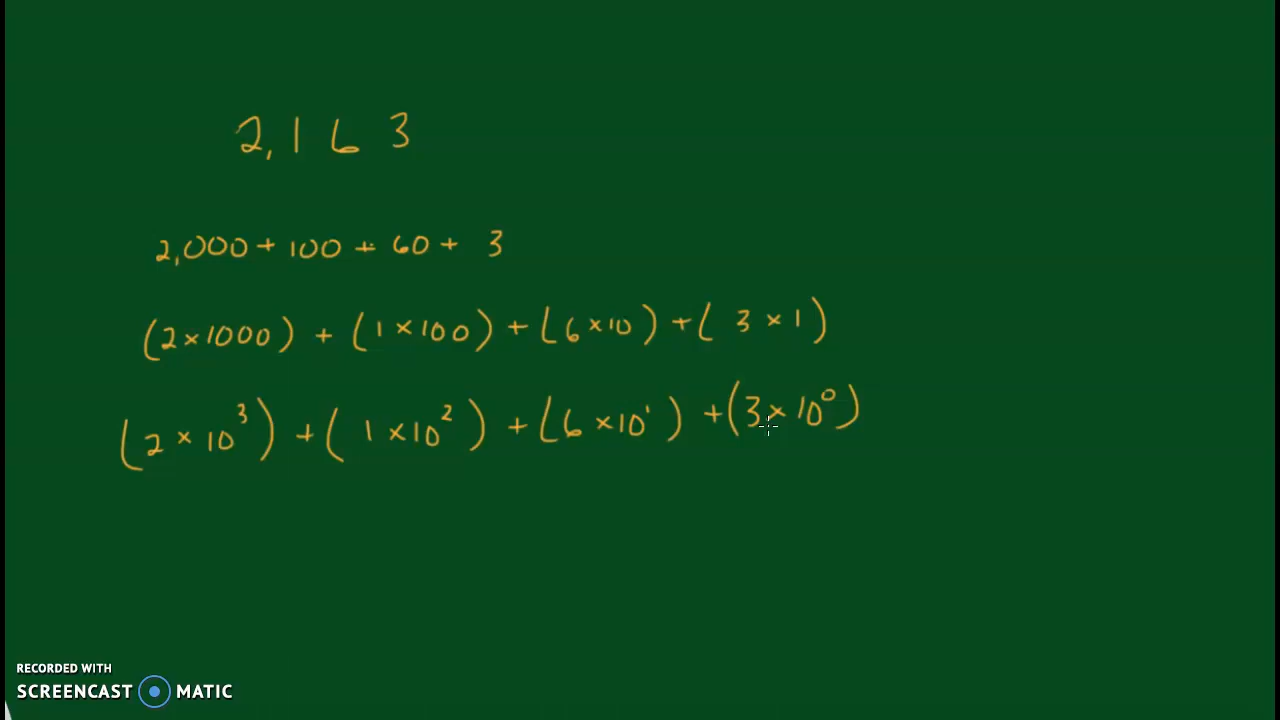 2,163
2,000 + 100 + 60 + 3
(2 × 1000) + (1 × 100) + (6 × 10) + (3 × 1)
(2 × 10³) + (1 × 10²) + (6 × 10¹) + (3 × 10⁰)
RECORDED WITH
SCREENCAST MATIC